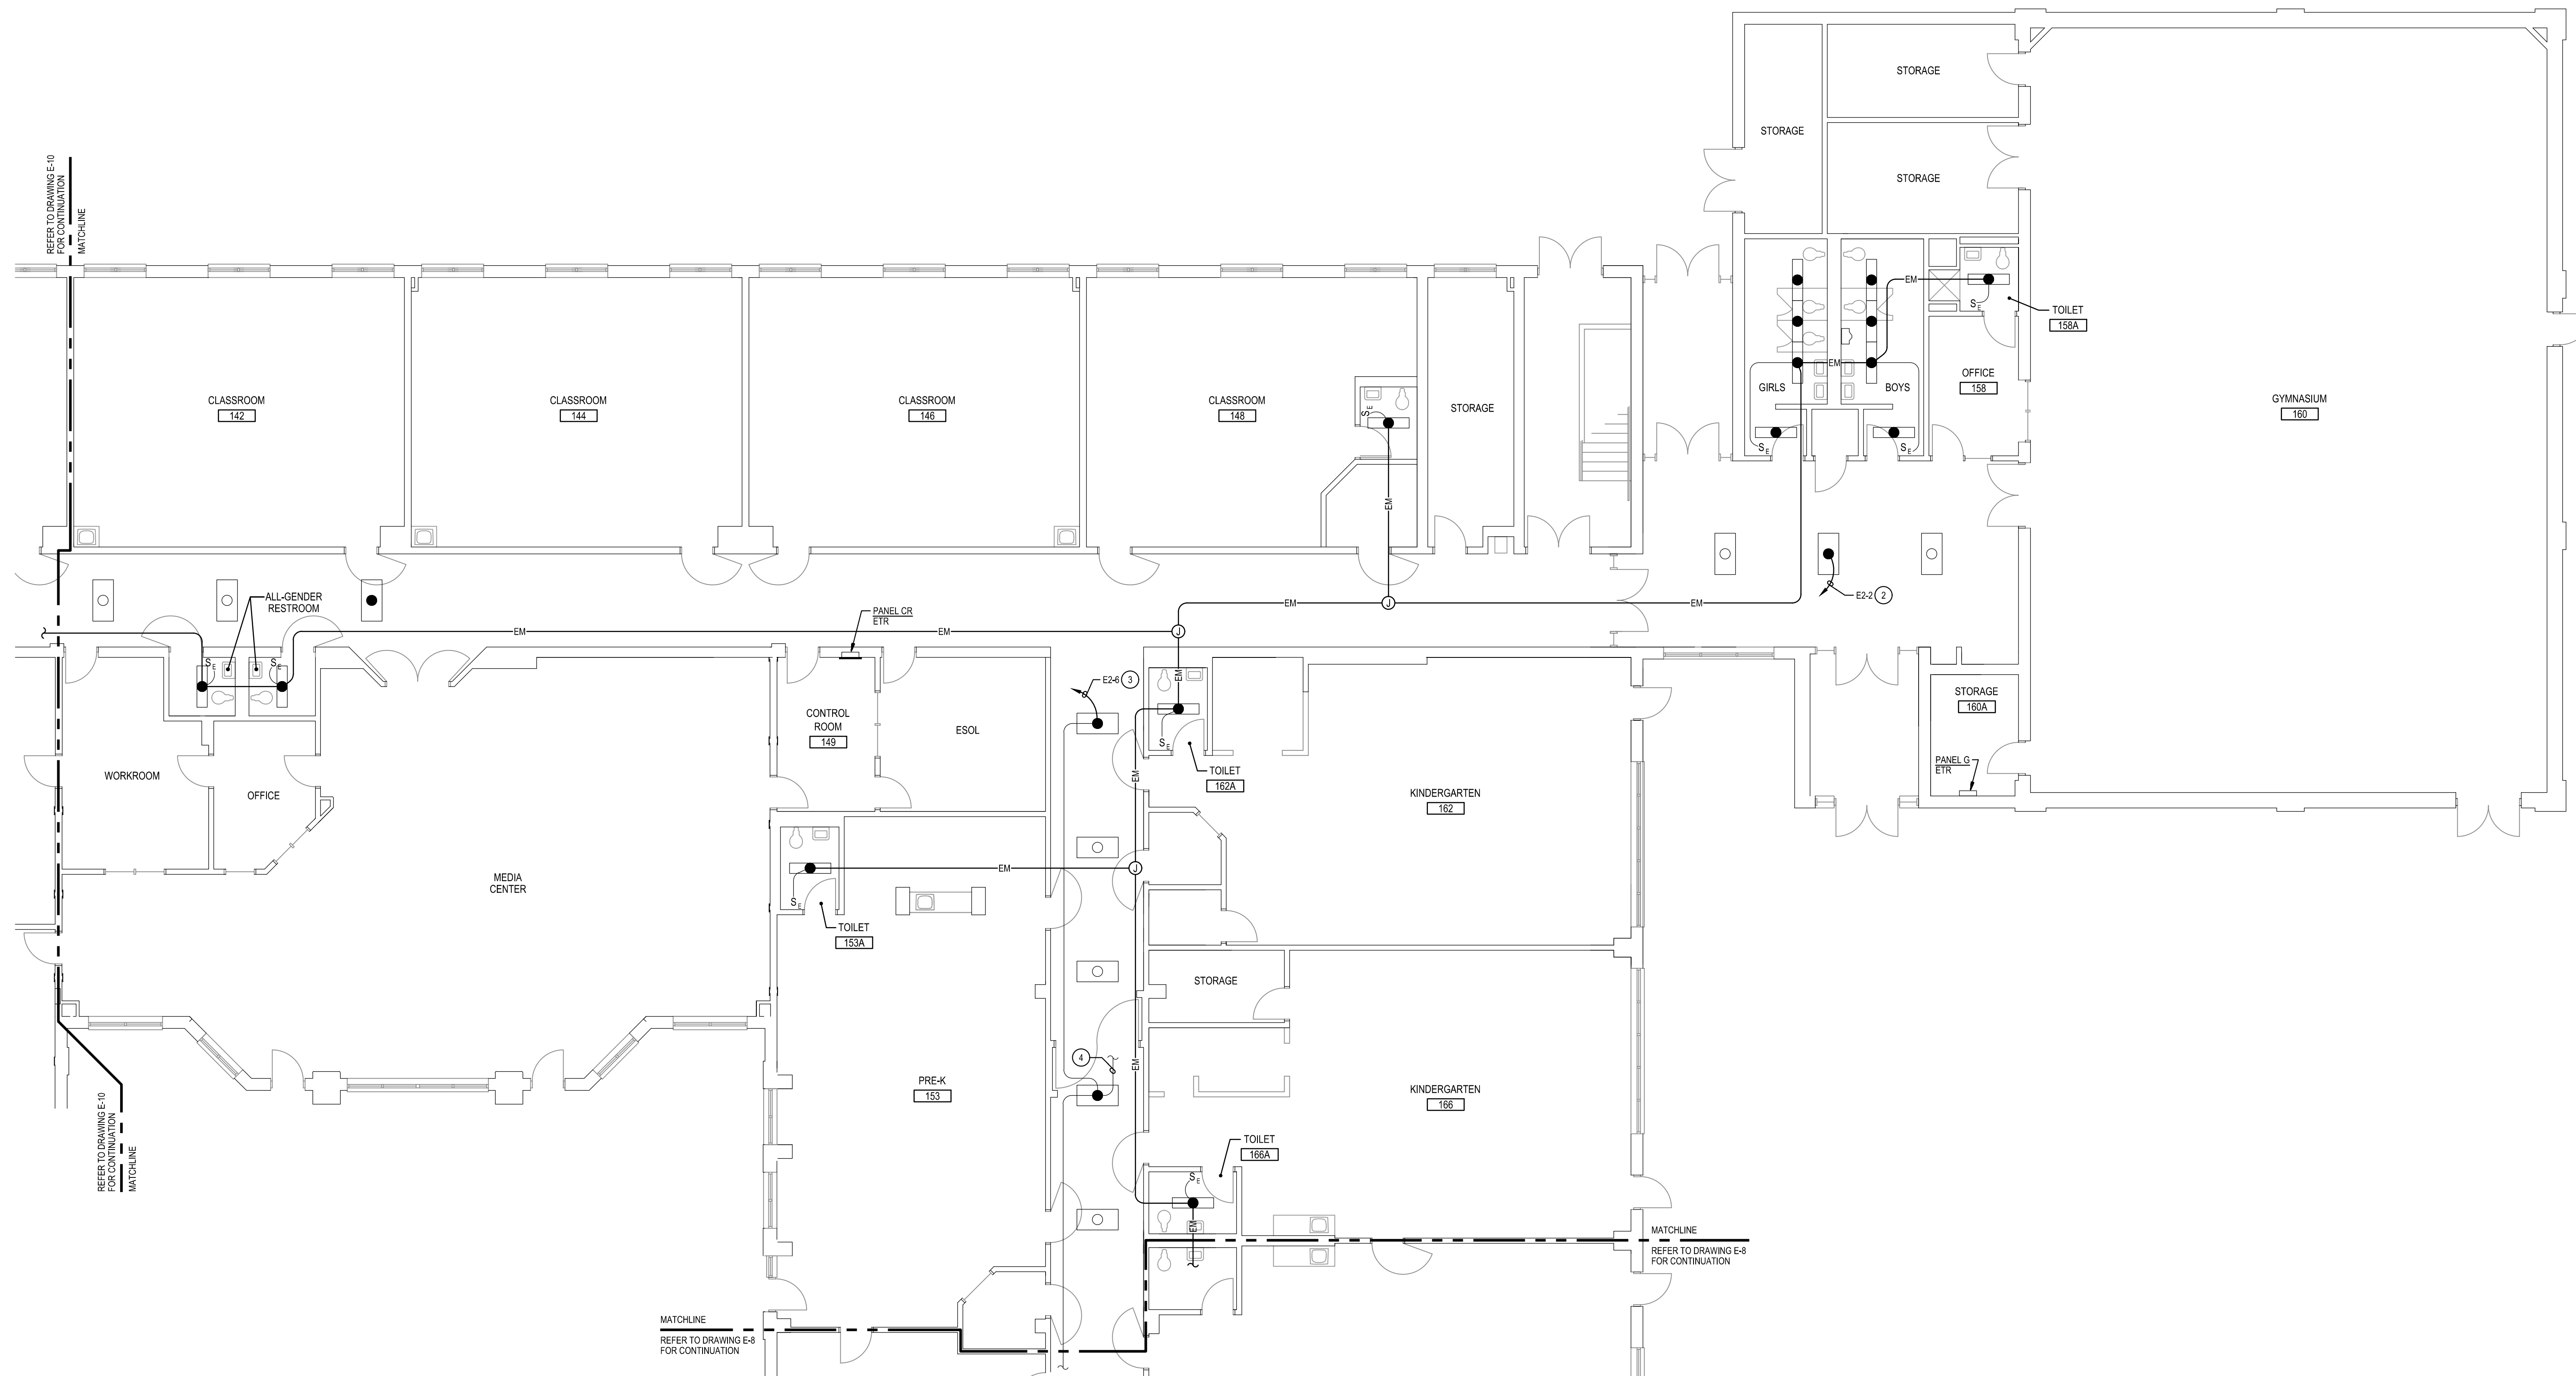 STORAGE
STORAGE
STORAGE
REFER TO DRAWING E-10
FOR CONTINUATION
MATCHLINE
EM
S E
TOILET
158A
EM
OFFICE
158
GIRLS
BOYS
S E
S E
CLASSROOM
142
CLASSROOM
144
CLASSROOM
146
CLASSROOM
148
S E
STORAGE
GYMNASIUM
160
EM
ALL-GENDER
RESTROOM
PANEL CR
ETR
EM
J
EM
E2-2
2
EM
EM
J
S E
S E
EM
E2-6
3
S E
TOILET
162A
CONTROL
ROOM
149
ESOL
STORAGE
160A
PANEL G
ETR
WORKROOM
OFFICE
EM
KINDERGARTEN
162
MEDIA
CENTER
EM
J
S E
TOILET
153A
STORAGE
4
EM
PRE-K
153
KINDERGARTEN
166
REFER TO DRAWING E-10
FOR CONTINUATION
MATCHLINE
TOILET
166A
S E
EM
MATCHLINE
REFER TO DRAWING E-8
FOR CONTINUATION
MATCHLINE
REFER TO DRAWING E-8
FOR CONTINUATION